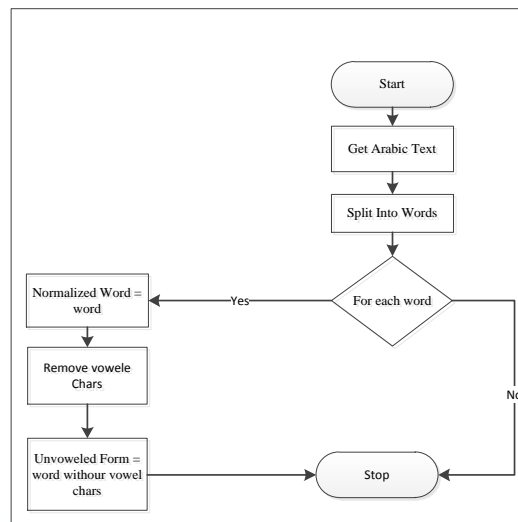 Start
Get Arabic Text
Split Into Words
For each word
Yes
No
Normalized Word =
word
Remove vowele
Chars
Unvoweled Form =
word withour vowel
chars
Stop